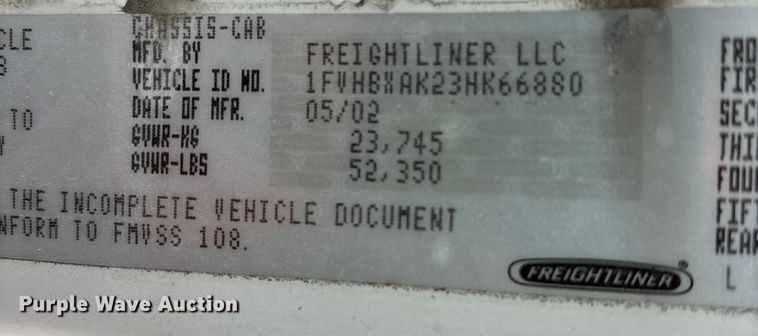 CLE
TO
CHASSIS-CAB
MFD. BY FREIGHTLINER LLC
VEHICLE ID NO. 1FVHBXAK23HK66880
DATE OF MFR. 05/02
GVWR-KG 23,745
GVWR-LBS 52,350
THE INCOMPLETE VEHICLE DOCUMENT
NFORM TO FMVSS 108.
FRO
FIR
SEC
THI
FOU
FIF
REAR
L
FREIGHTLINER®
Purple Wave Auction